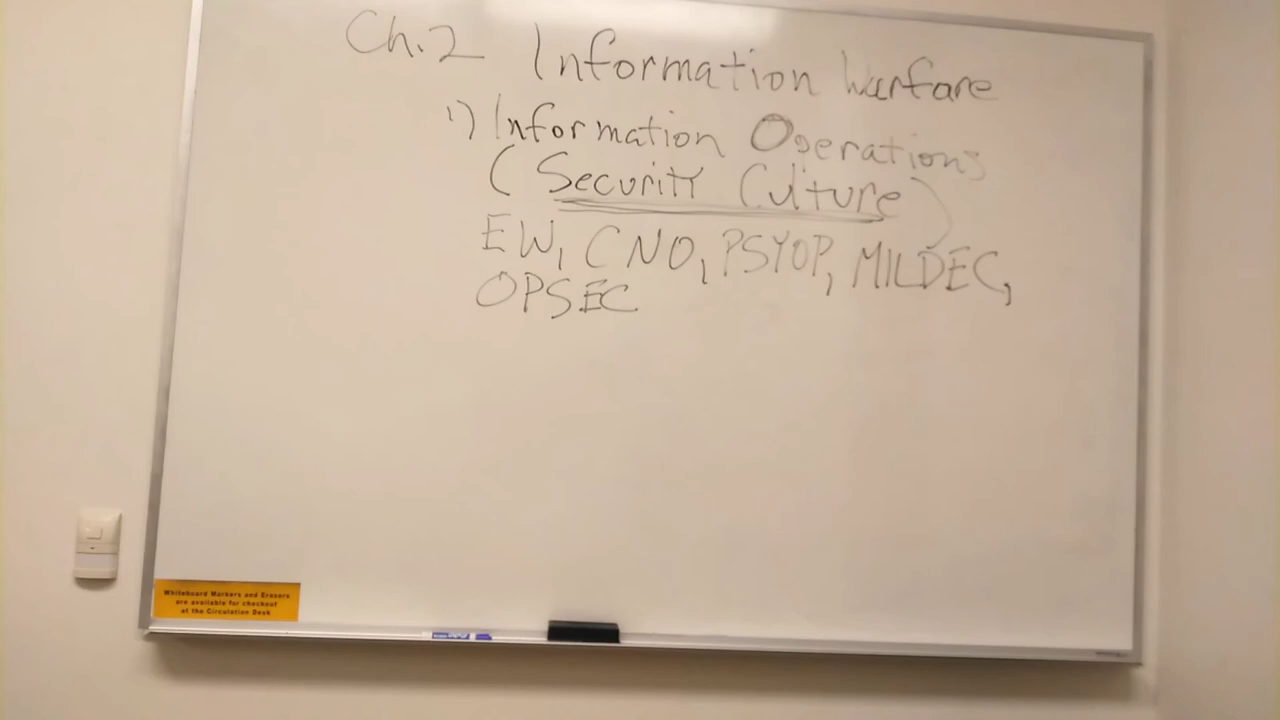 Ch.2 Information Warfare
1) Information Operations
(Security Culture)
EW, CNO, PSYOP, MILDEC,
OPSEC
Whiteboard Markers and Erasers
are available for checkout
at the Circulation Desk